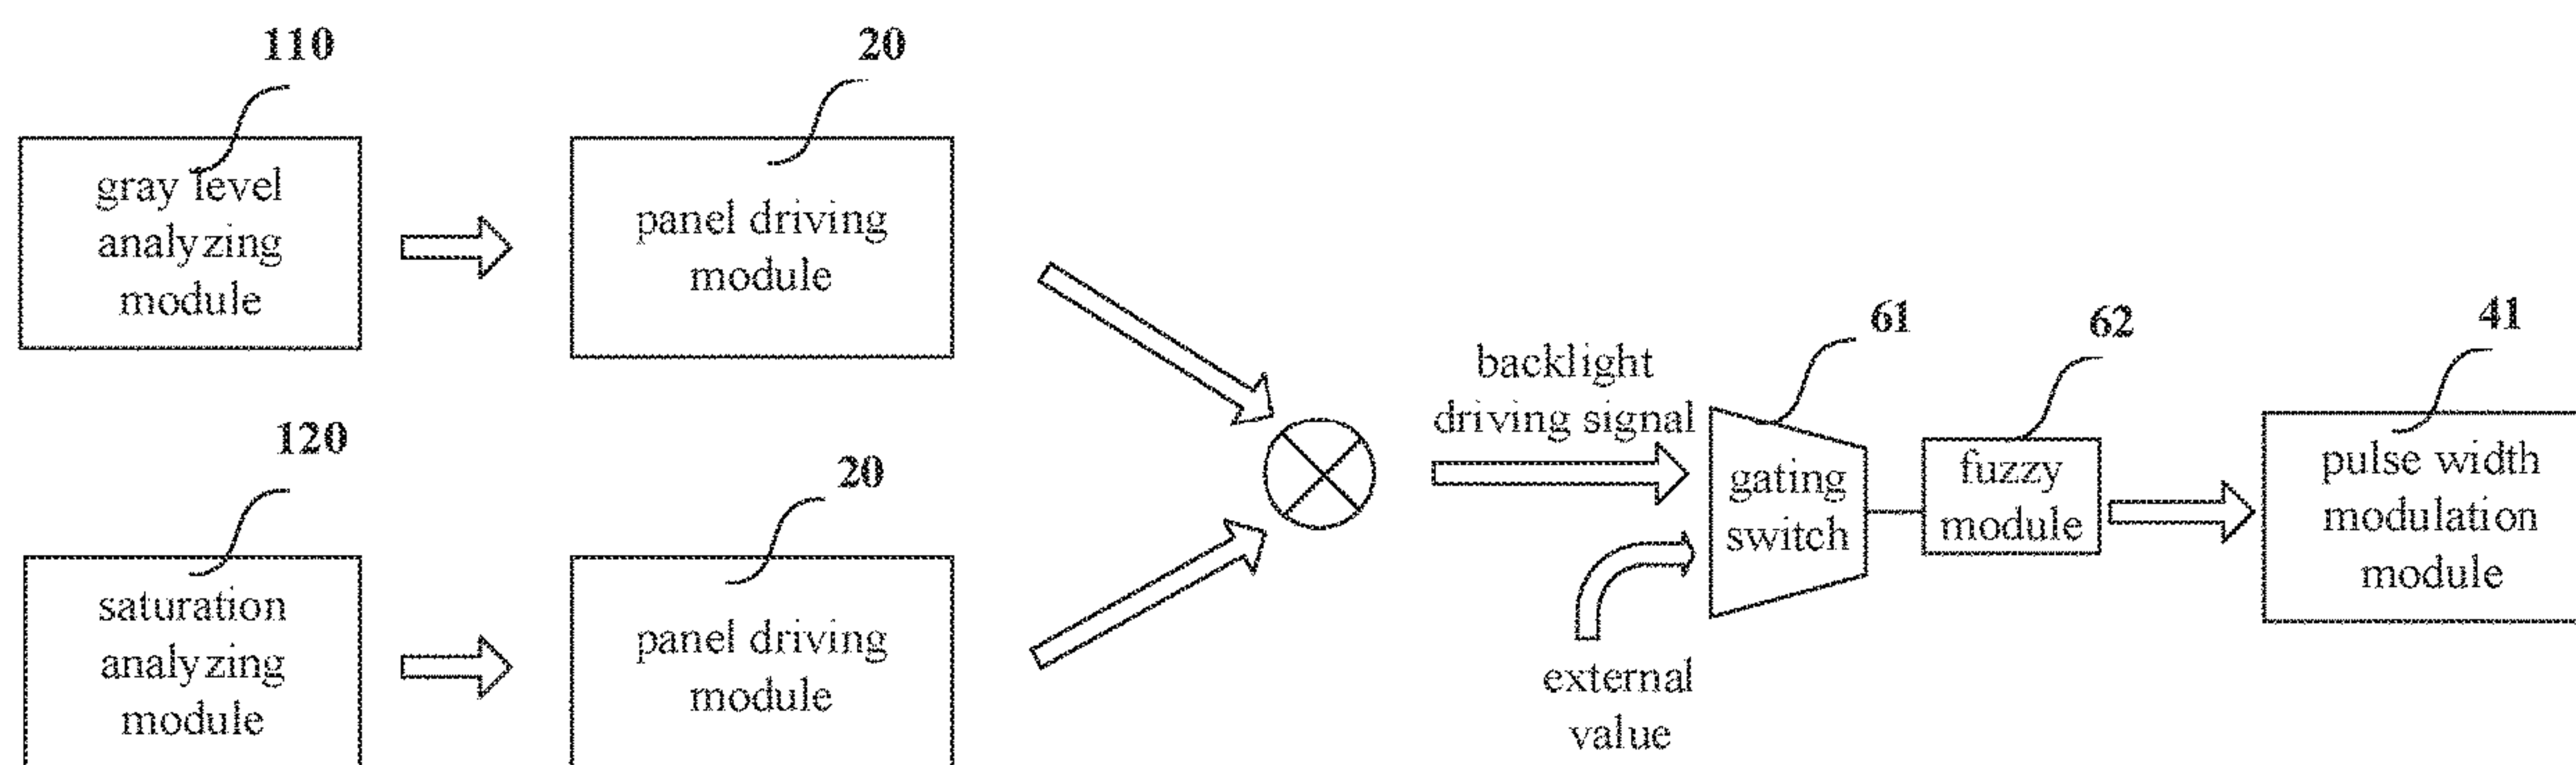 110
gray level
analyzing
module
20
panel driving
module
120
saturation
analyzing
module
20
panel driving
module
backlight
driving signal
external
value
61
gating
switch
62
fuzzy
module
41
pulse width
modulation
module